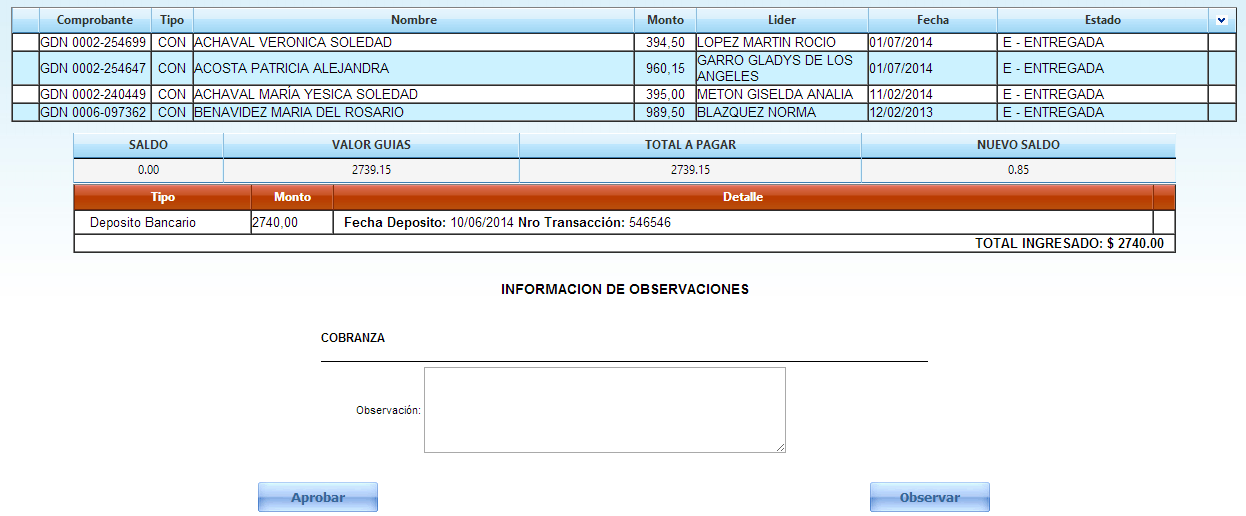 Comprobante Tipo Nombre Monto Lider Fecha Estado
GDN 0002-254699 CON ACHAVAL VERONICA SOLEDAD 394,50 LOPEZ MARTIN ROCIO 01/07/2014 E - ENTREGADA
GDN 0002-254647 CON ACOSTA PATRICIA ALEJANDRA 960,15 GARRO GLADYS DE LOS ANGELES 01/07/2014 E - ENTREGADA
GDN 0002-240449 CON ACHAVAL MARÍA YESICA SOLEDAD 395,00 METON GISELDA ANALIA 11/02/2014 E - ENTREGADA
GDN 0006-097362 CON BENAVIDEZ MARIA DEL ROSARIO 989,50 BLAZQUEZ NORMA 12/02/2013 E - ENTREGADA
SALDO VALOR GUIAS TOTAL A PAGAR NUEVO SALDO
0.00 2739.15 2739.15 0.85
Tipo Monto Detalle
Deposito Bancario 2740,00 Fecha Deposito: 10/06/2014 Nro Transacción: 546546
TOTAL INGRESADO: $ 2740.00
INFORMACION DE OBSERVACIONES
COBRANZA
Observación:
Aprobar Observar